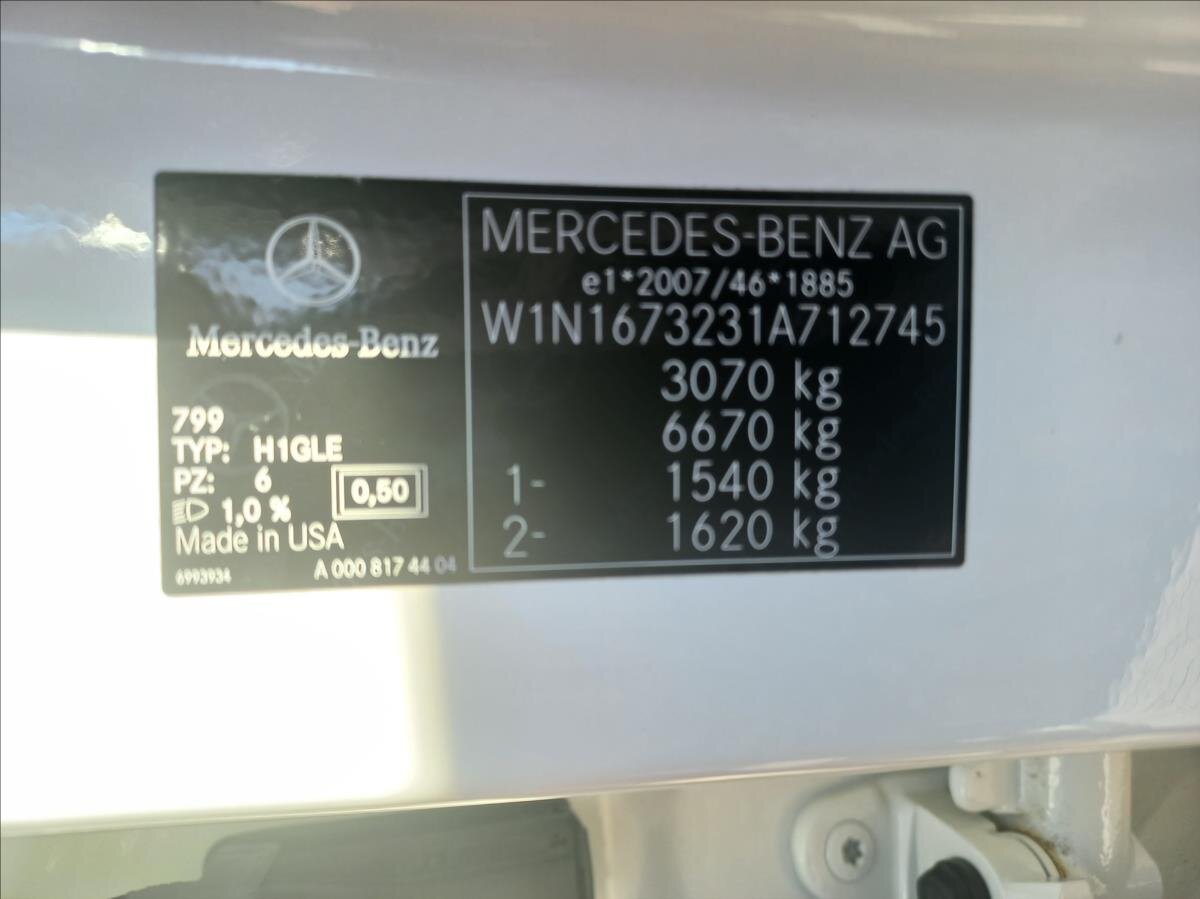 Mercedes-Benz
799
TYP: H1GLE
PZ: 6
1,0 %
0,50
Made in USA
6993934
A 000 817 44 04
MERCEDES-BENZ AG
e1*2007/46*1885
W1N1673231A712745
3070 kg
6670 kg
1- 1540 kg
2- 1620 kg